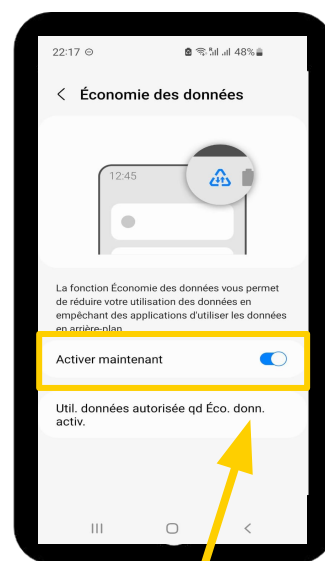 22:17 48%
Économie des données
12:45
La fonction Économie des données vous permet
de réduire votre utilisation des données en
empêchant des applications d'utiliser les données
en arrière-plan
Activer maintenant
Util. données autorisée qd Éco. donn.
activ.